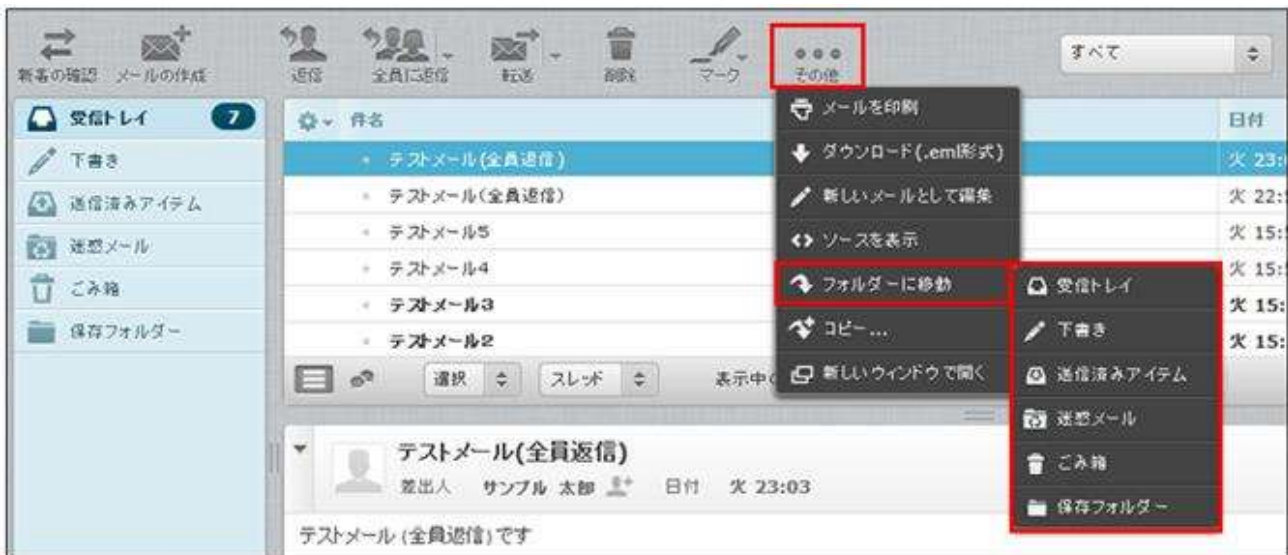 新着の確認 メールの作成 返信 全員に返信 転送 削除 マーク その他 すべて
受信トレイ 7
下書き
送信済みアイテム
迷惑メール
ごみ箱
保存フォルダー
件名 日付
テストメール(全員返信) 火 23:
テストメール(全員返信) 火 22:
テストメール5 火 15:
テストメール4 火 15:
テストメール3 火 15:
テストメール2 火 15:
選択 スレッド 表示中
メールを印刷
ダウンロード(.eml形式)
新しいメールとして編集
ソースを表示
フォルダーに移動
コピー...
新しいウィンドウで開く
受信トレイ
下書き
送信済みアイテム
迷惑メール
ごみ箱
保存フォルダー
テストメール(全員返信)
差出人 サンプル 太郎 日付 火 23:03
テストメール (全員返信)です